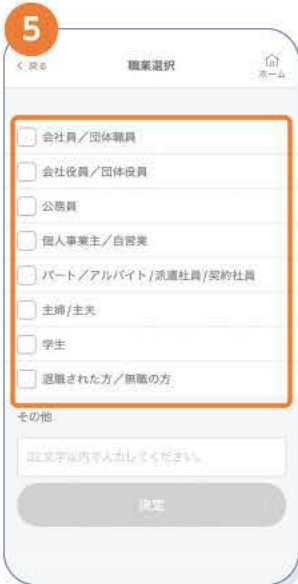 5
く 戻る
職業選択
ホーム
会社員／団体職員
会社役員／団体役員
公務員
個人事業主／自営業
パート／アルバイト/派遣社員/契約社員
主婦/主夫
学生
退職された方／無職の方
その他
32文字以内で入力してください。
決定